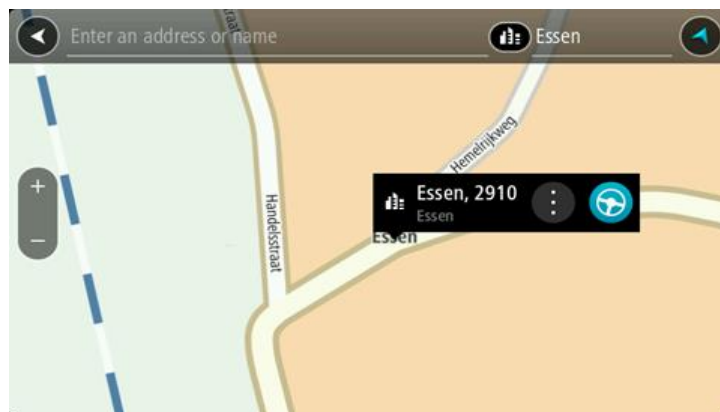 Enter an address or name
Essen
Hemelrijkweg
Handelsstraat
Essen, 2910
Essen
Essen